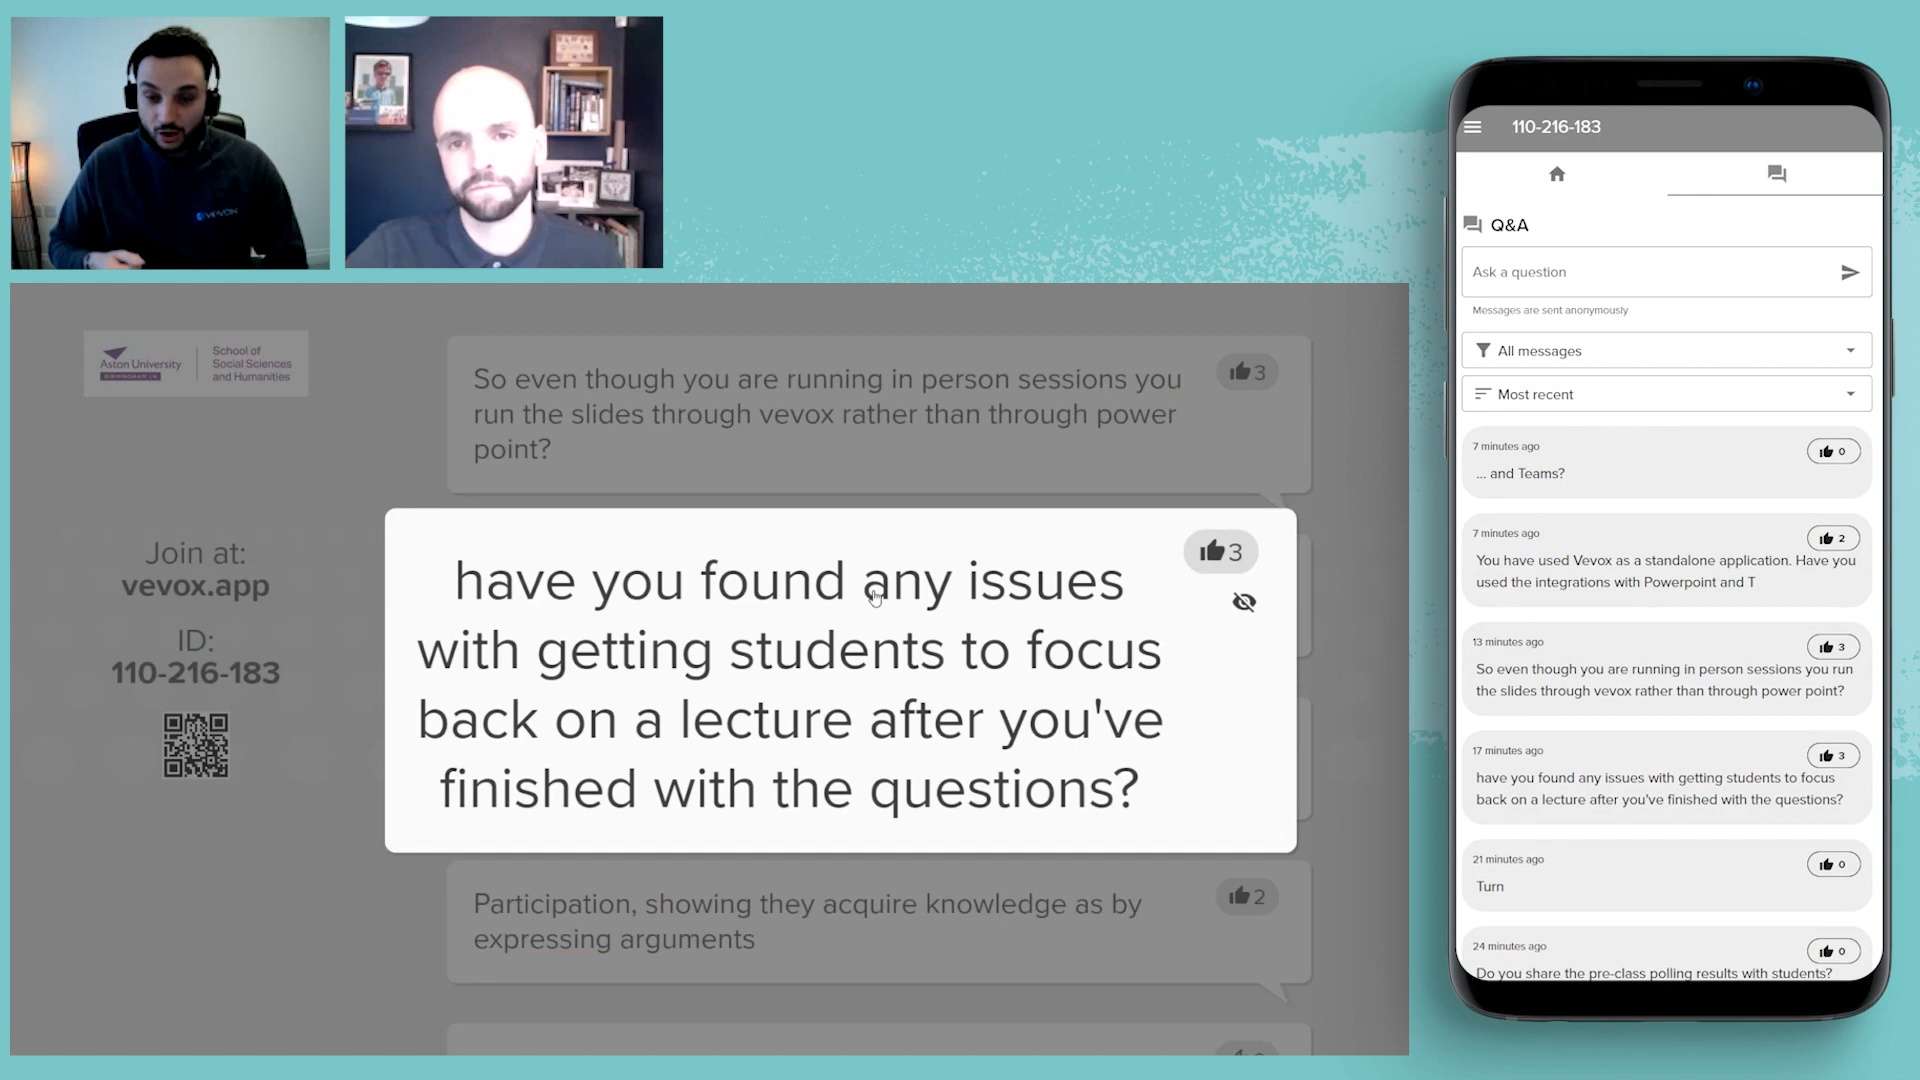 VEVOX
Aston University
BIRMINGHAM UK
School of
Social Sciences
and Humanities
Join at:
vevox.app
ID:
110-216-183
So even though you are running in person sessions you
run the slides through vevox rather than through power
point?
3
have you found any issues
with getting students to focus
back on a lecture after you've
finished with the questions?
3
Participation, showing they acquire knowledge as by
expressing arguments
2
110-216-183
Q&A
Ask a question
Messages are sent anonymously
All messages
Most recent
7 minutes ago
0
... and Teams?
7 minutes ago
2
You have used Vevox as a standalone application. Have you
used the integrations with Powerpoint and T
13 minutes ago
3
So even though you are running in person sessions you run
the slides through vevox rather than through power point?
17 minutes ago
3
have you found any issues with getting students to focus
back on a lecture after you've finished with the questions?
21 minutes ago
0
Turn
24 minutes ago
0
Do you share the pre-class polling results with students?